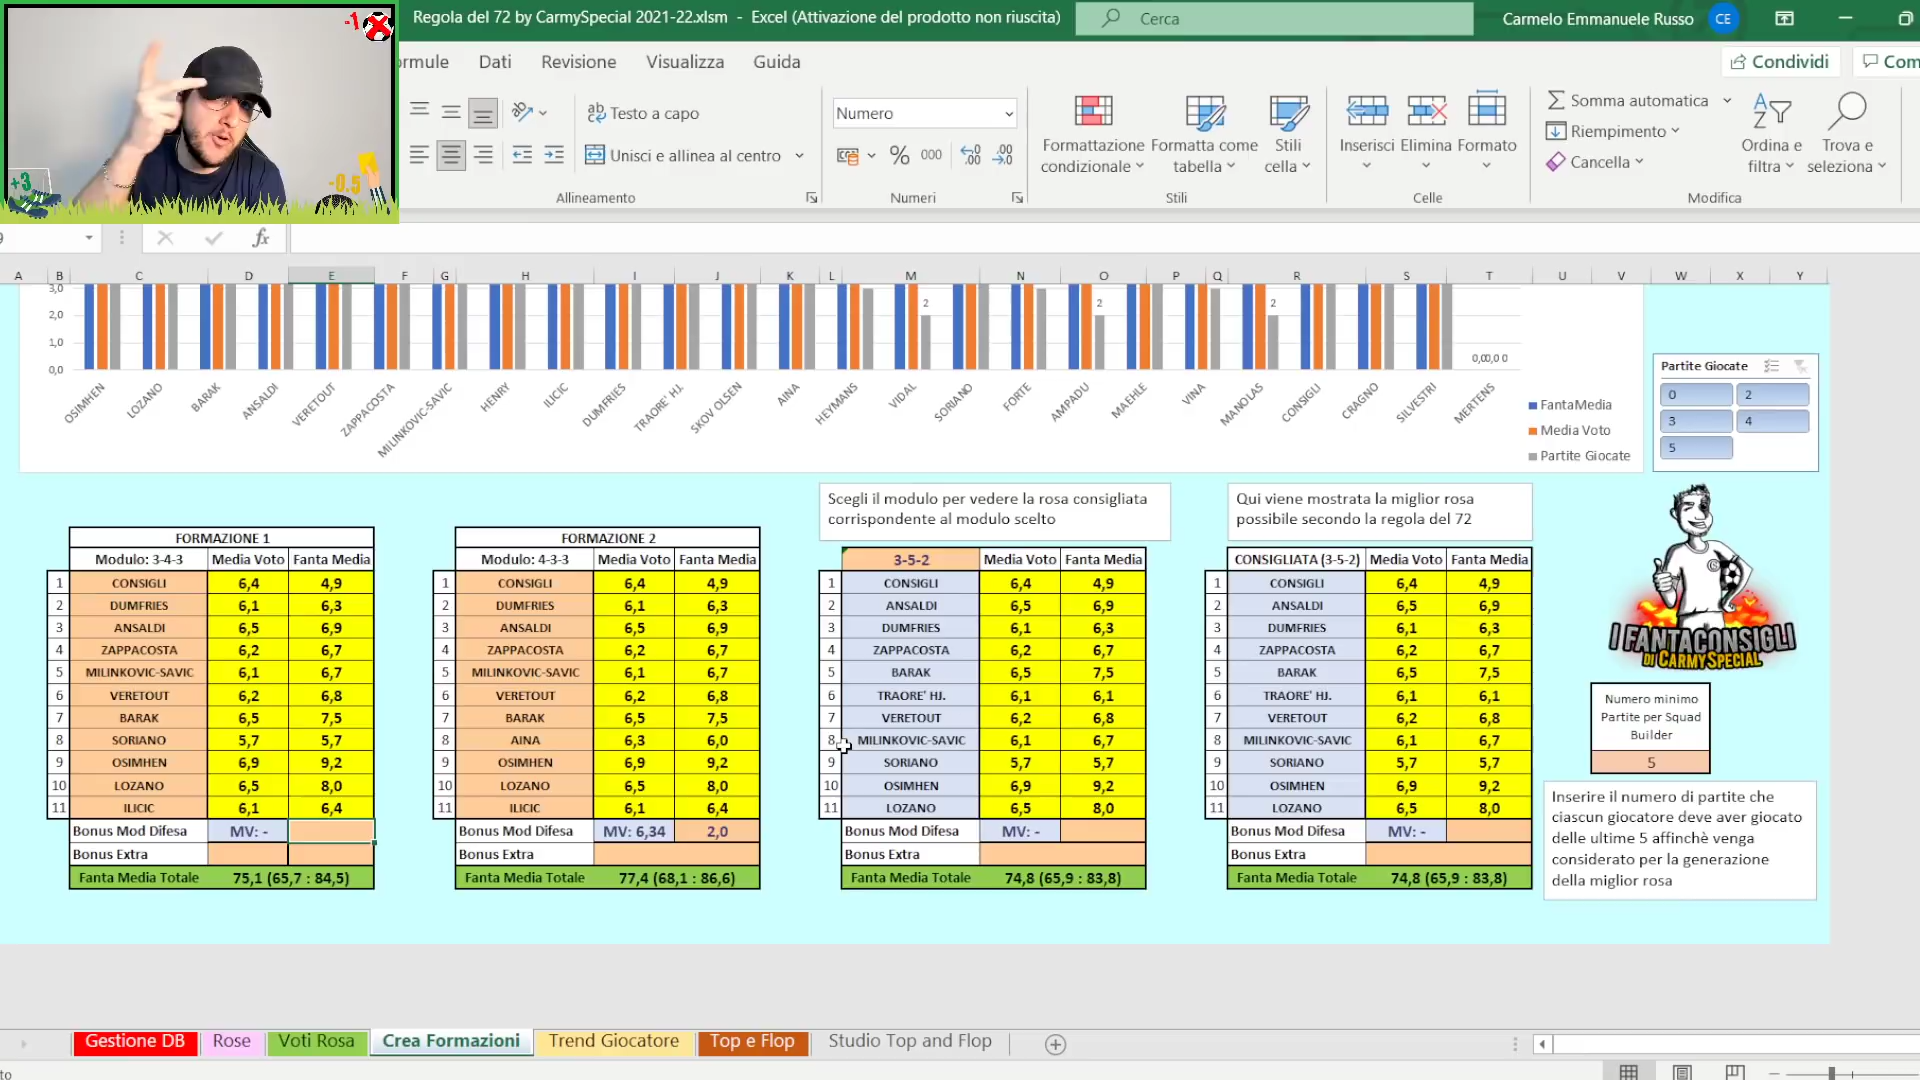 -1
+3
-0.5
Regola del 72 by CarmySpecial 2021-22.xlsm - Excel (Attivazione del prodotto non riuscita)
Cerca
Carmelo Emmanuele Russo
CE
ormule Dati Revisione Visualizza Guida
Condividi
Com
Testo a capo
Unisci e allinea al centro
Allineamento
Numero
% 000
Numeri
Formattazione condizionale
Formatta come tabella
Stili cella
Stili
Inserisci Elimina Formato
Celle
Somma automatica
Riempimento
Cancella
Ordina e filtra
Trova e seleziona
Modifica
fx
A B C D E F G H I J K L M N O P Q R S T U V W X Y
3,0
2,0
1,0
0,0
2 2 2
0,00,0 0
OSIMHEN LOZANO BARAK ANSALDI VERETOUT ZAPPACOSTA MILINKOVIC-SAVIC HENRY ILICIC DUMFRIES TRAORE' HJ. SKOV OLSEN AINA HEYMANS VIDAL SORIANO FORTE AMPADU MAEHLE VINA MANOLAS CONSIGLI CRAGNO SILVESTRI MERTENS
FantaMedia
Media Voto
Partite Giocate
Partite Giocate
0 2
3 4
5
Scegli il modulo per vedere la rosa consigliata
corrispondente al modulo scelto
Qui viene mostrata la miglior rosa
possibile secondo la regola del 72
FORMAZIONE 1
Modulo: 3-4-3 Media Voto Fanta Media
1 CONSIGLI 6,4 4,9
2 DUMFRIES 6,1 6,3
3 ANSALDI 6,5 6,9
4 ZAPPACOSTA 6,2 6,7
5 MILINKOVIC-SAVIC 6,1 6,7
6 VERETOUT 6,2 6,8
7 BARAK 6,5 7,5
8 SORIANO 5,7 5,7
9 OSIMHEN 6,9 9,2
10 LOZANO 6,5 8,0
11 ILICIC 6,1 6,4
Bonus Mod Difesa MV: -
Bonus Extra
Fanta Media Totale 75,1 (65,7 : 84,5)
FORMAZIONE 2
Modulo: 4-3-3 Media Voto Fanta Media
1 CONSIGLI 6,4 4,9
2 DUMFRIES 6,1 6,3
3 ANSALDI 6,5 6,9
4 ZAPPACOSTA 6,2 6,7
5 MILINKOVIC-SAVIC 6,1 6,7
6 VERETOUT 6,2 6,8
7 BARAK 6,5 7,5
8 AINA 6,3 6,0
9 OSIMHEN 6,9 9,2
10 LOZANO 6,5 8,0
11 ILICIC 6,1 6,4
Bonus Mod Difesa MV: 6,34 2,0
Bonus Extra
Fanta Media Totale 77,4 (68,1 : 86,6)
3-5-2 Media Voto Fanta Media
1 CONSIGLI 6,4 4,9
2 ANSALDI 6,5 6,9
3 DUMFRIES 6,1 6,3
4 ZAPPACOSTA 6,2 6,7
5 BARAK 6,5 7,5
6 TRAORE' HJ. 6,1 6,1
7 VERETOUT 6,2 6,8
8 MILINKOVIC-SAVIC 6,1 6,7
9 SORIANO 5,7 5,7
10 OSIMHEN 6,9 9,2
11 LOZANO 6,5 8,0
Bonus Mod Difesa MV: -
Bonus Extra
Fanta Media Totale 74,8 (65,9 : 83,8)
CONSIGLIATA (3-5-2) Media Voto Fanta Media
1 CONSIGLI 6,4 4,9
2 ANSALDI 6,5 6,9
3 DUMFRIES 6,1 6,3
4 ZAPPACOSTA 6,2 6,7
5 BARAK 6,5 7,5
6 TRAORE' HJ. 6,1 6,1
7 VERETOUT 6,2 6,8
8 MILINKOVIC-SAVIC 6,1 6,7
9 SORIANO 5,7 5,7
10 OSIMHEN 6,9 9,2
11 LOZANO 6,5 8,0
Bonus Mod Difesa MV: -
Bonus Extra
Fanta Media Totale 74,8 (65,9 : 83,8)
I FANTACONSIGLI
DI CARMYSPECIAL
Numero minimo
Partite per Squad
Builder
5
Inserire il numero di partite che
ciascun giocatore deve aver giocato
delle ultime 5 affinchè venga
considerato per la generazione
della miglior rosa
Gestione DB Rose Voti Rosa Crea Formazioni Trend Giocatore Top e Flop Studio Top and Flop
to